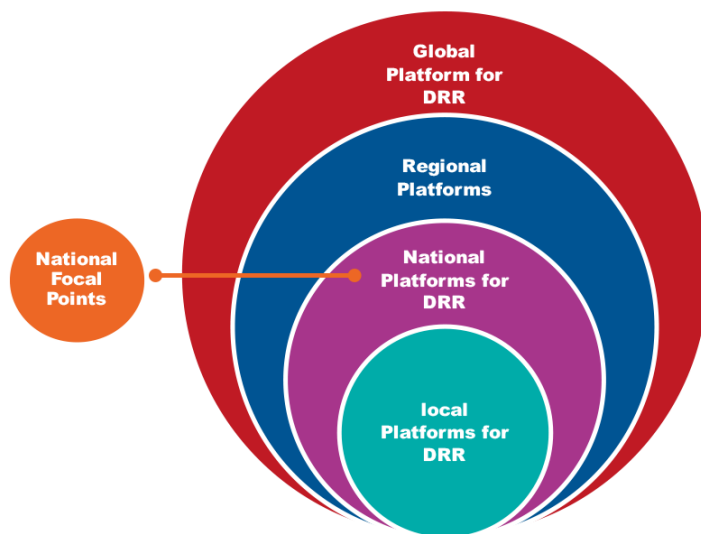 Global
Platform for
DRR
Regional
Platforms
National
Focal
Points
National
Platforms for
DRR
local
Platforms for
DRR